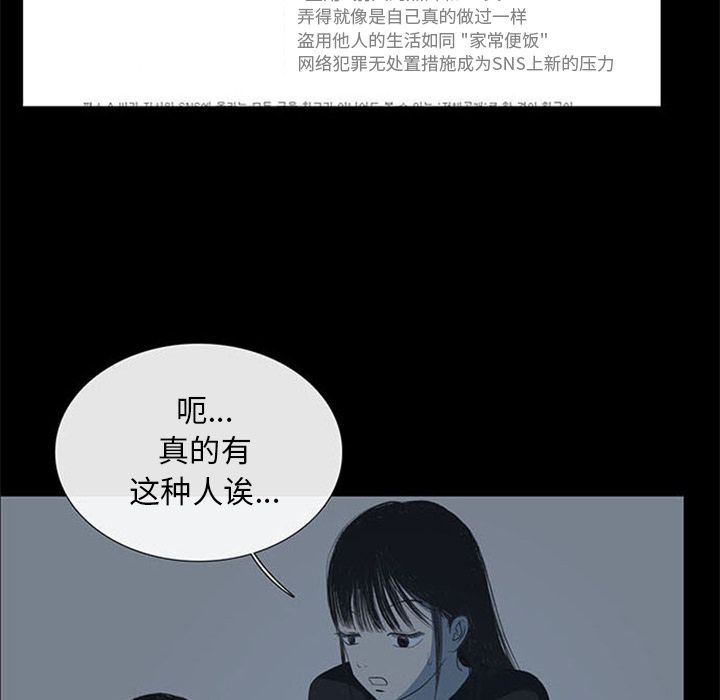 弄得就像是自己真的做过一样
盗用他人的生活如同 "家常便饭"
网络犯罪无处置措施成为SNS上新的压力
呃...
真的有
这种人诶...